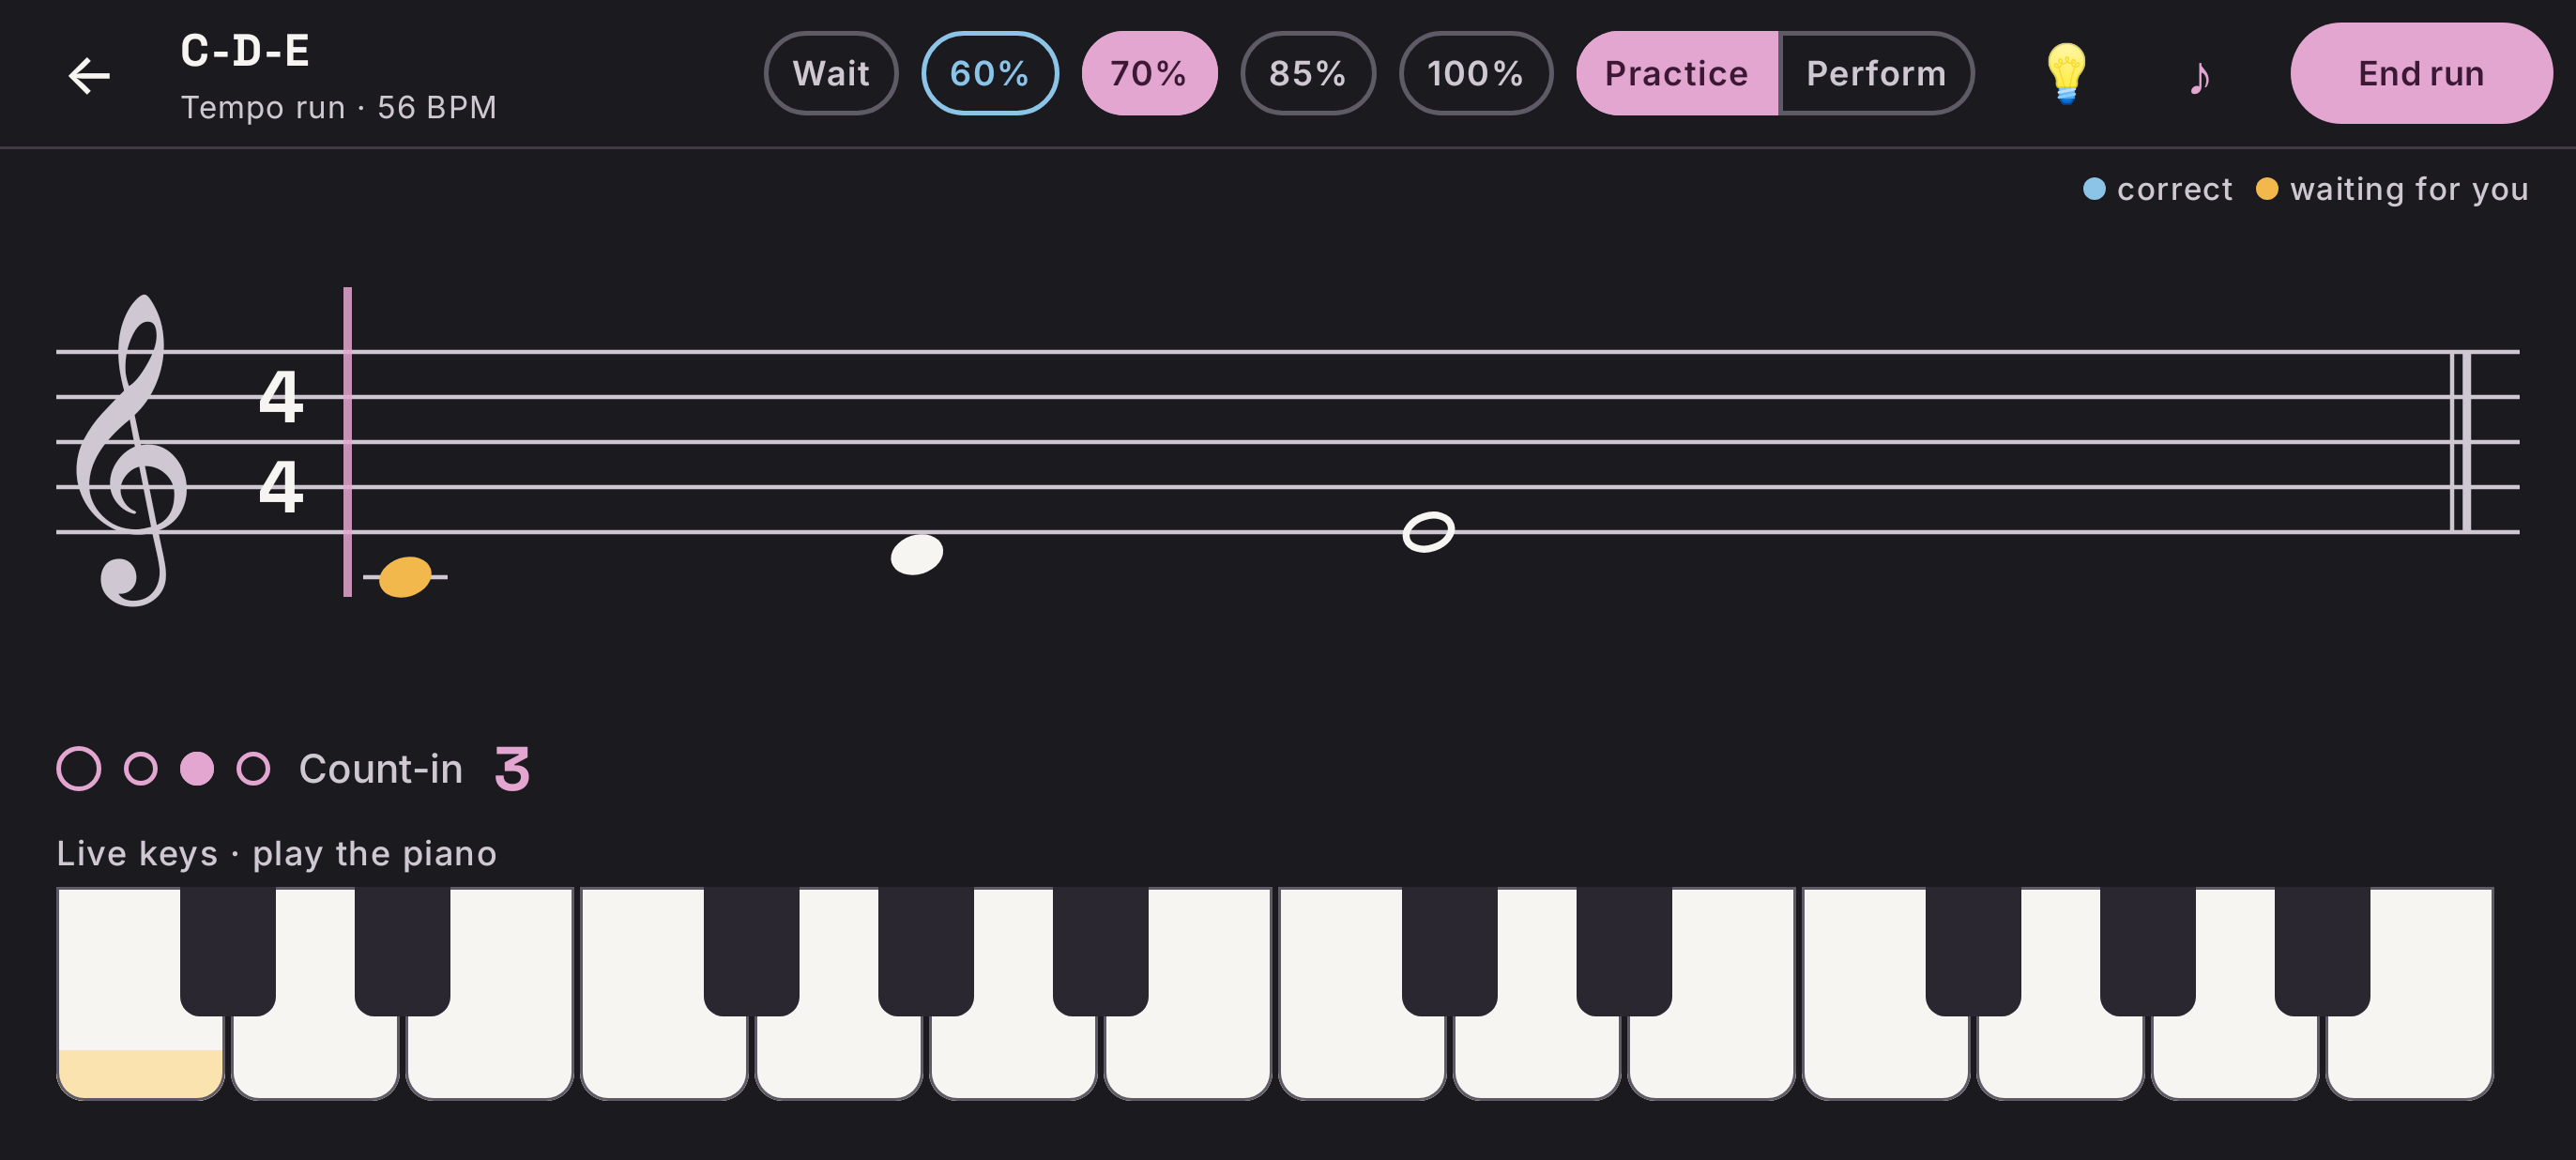 C-D-E
Tempo run · 56 BPM
Wait 60% 70% 85% 100% Practice Perform End run
correct waiting for you
4
4
Count-in 3
Live keys · play the piano